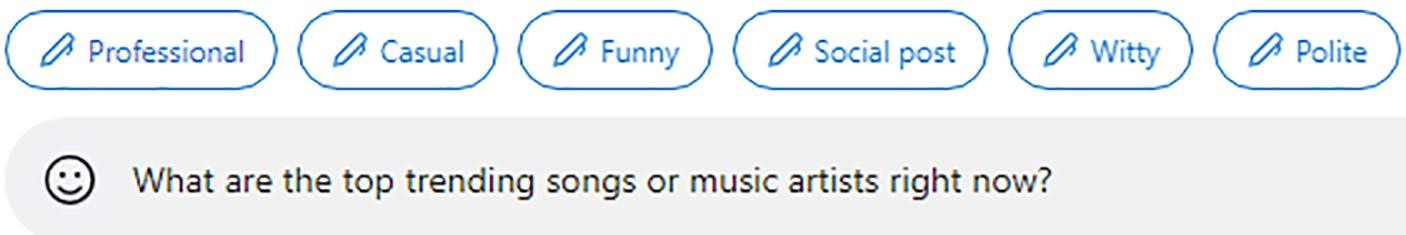 Professional Casual Funny Social post Witty Polite
What are the top trending songs or music artists right now?